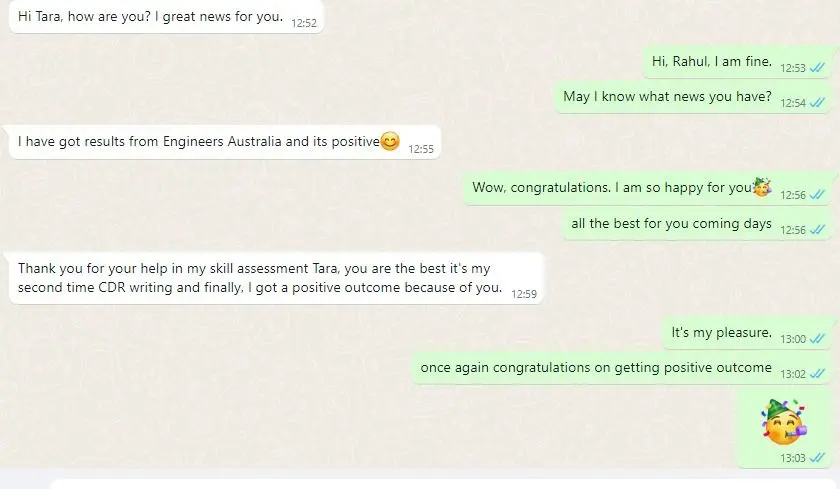 Hi Tara, how are you? I great news for you. 12:52
Hi, Rahul, I am fine. 12:53
May I know what news you have? 12:54
I have got results from Engineers Australia and its positive😊 12:55
Wow, congratulations. I am so happy for you🥳 12:56
all the best for you coming days 12:56
Thank you for your help in my skill assessment Tara, you are the best it's my
second time CDR writing and finally, I got a positive outcome because of you. 12:59
It's my pleasure. 13:00
once again congratulations on getting positive outcome 13:02
🥳
13:03